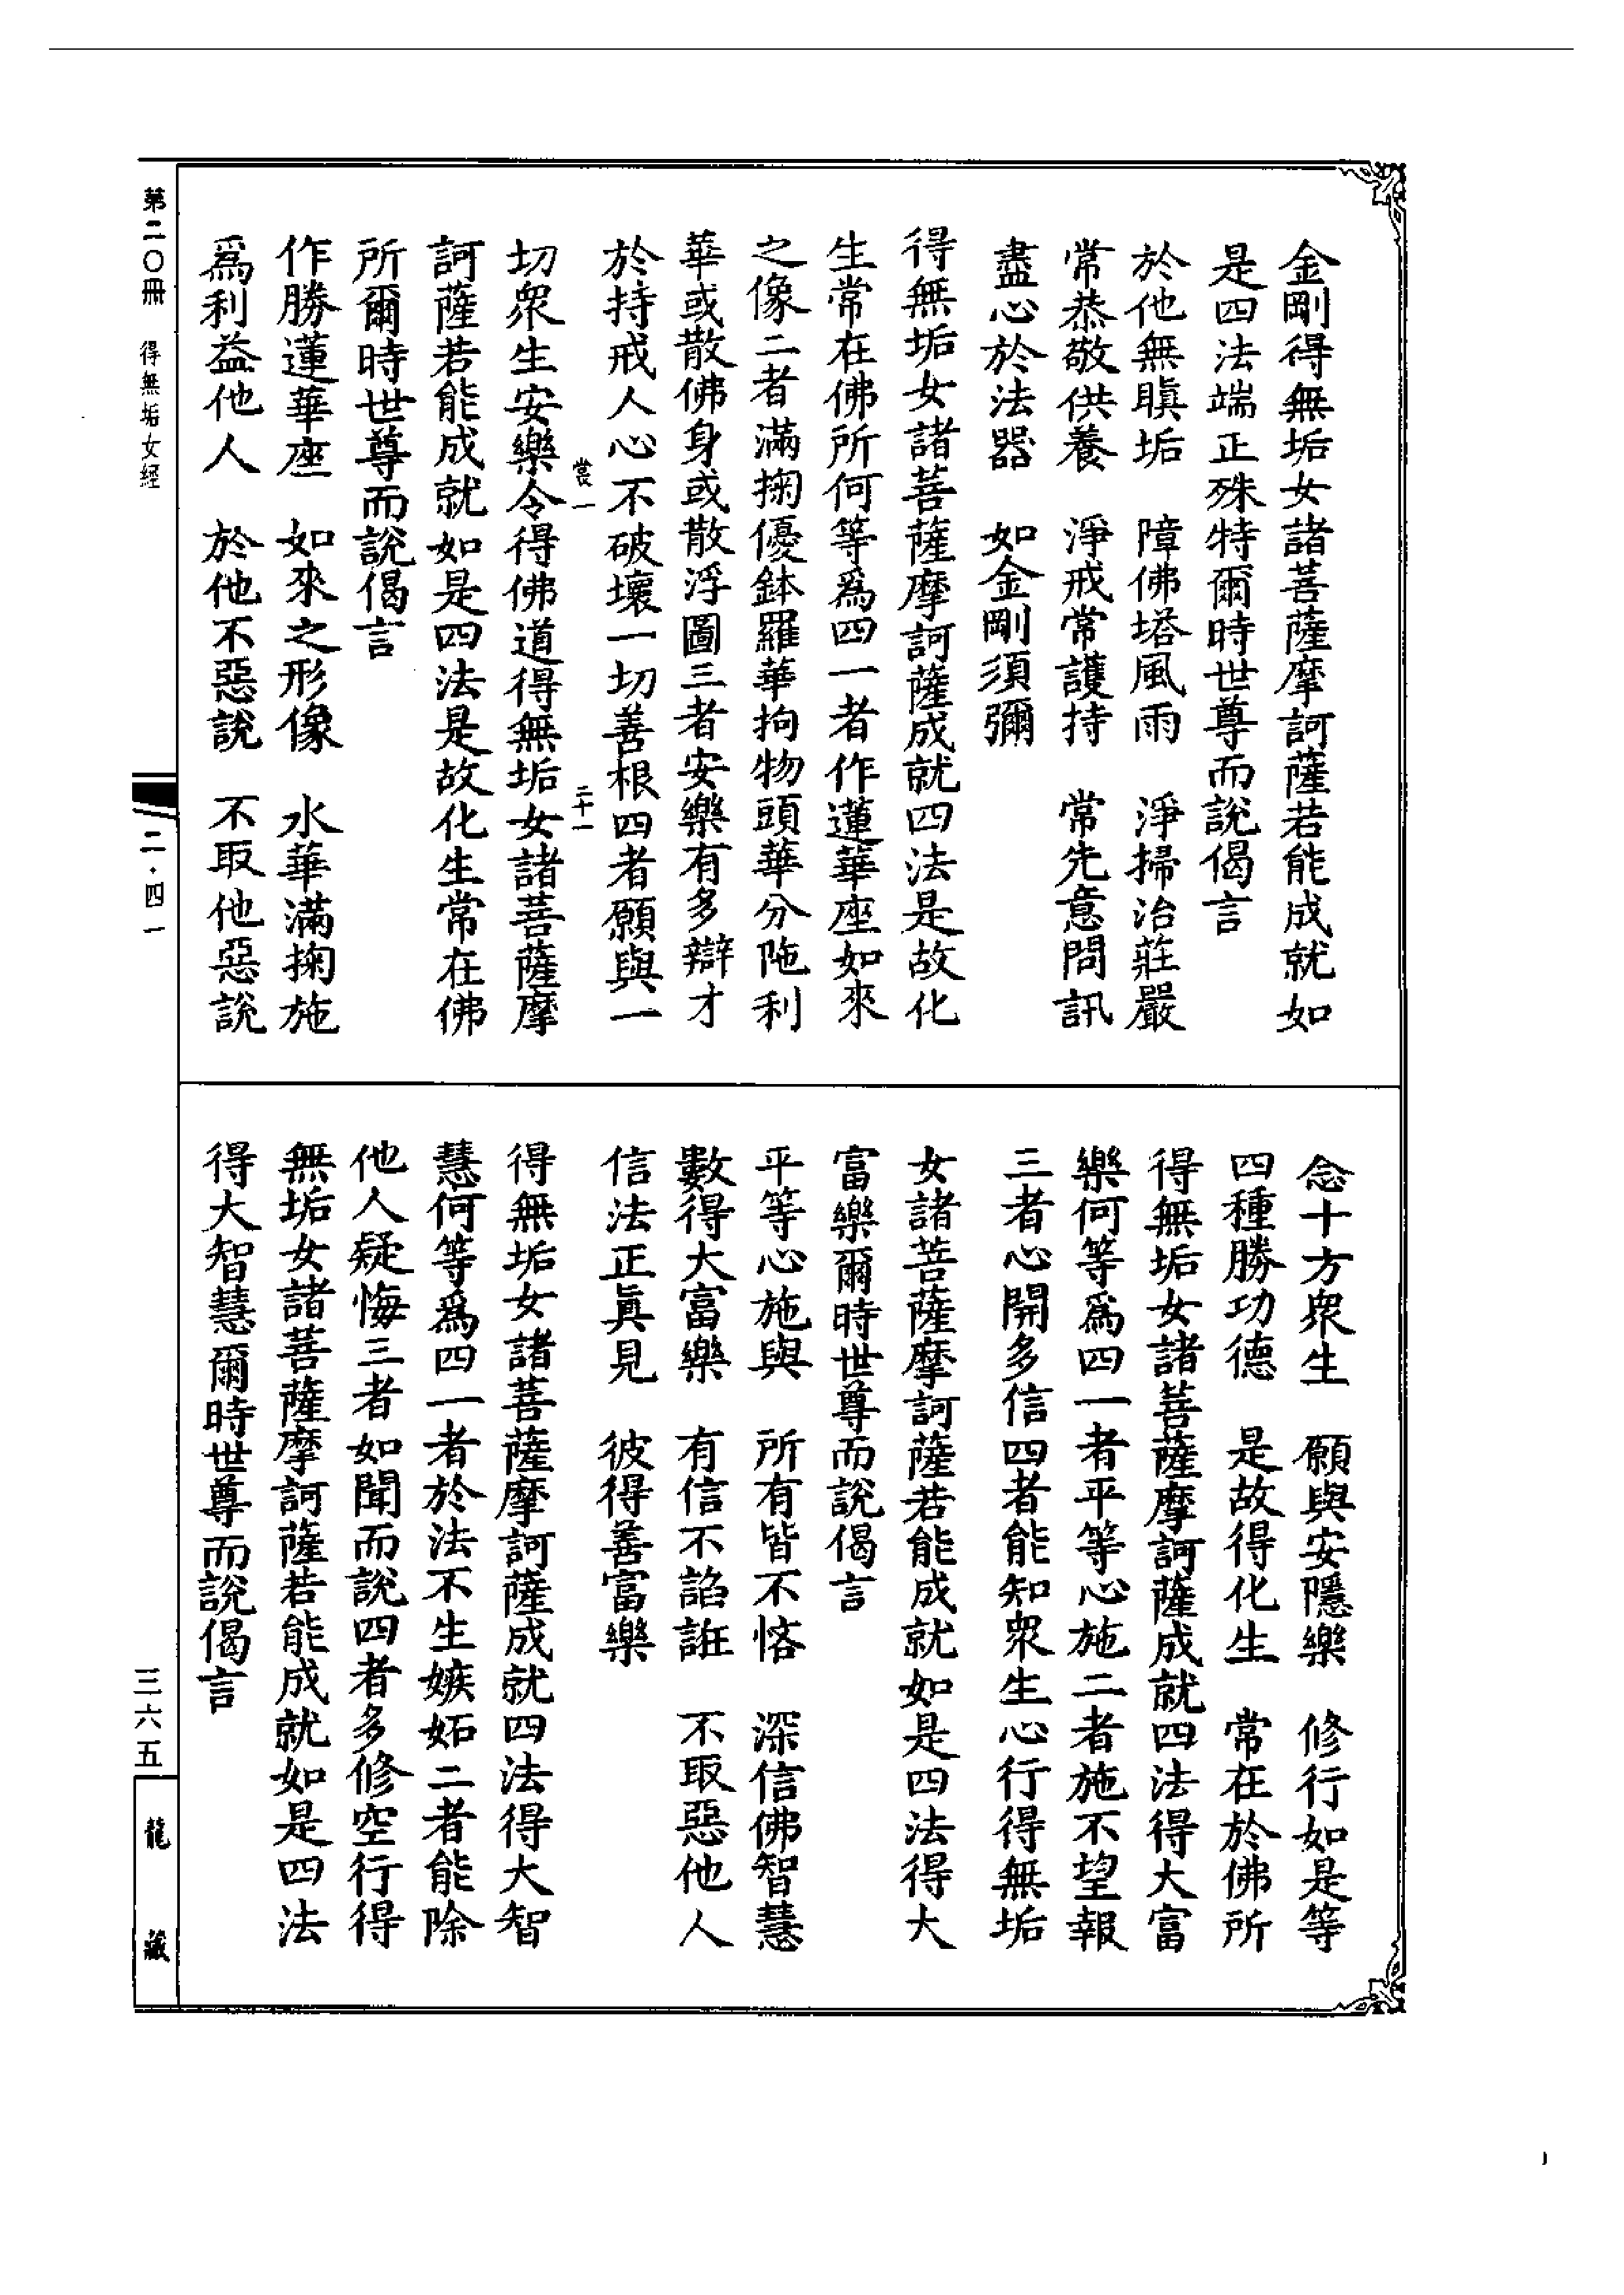 金剛得無垢女諸菩薩摩訶薩若能成就如
是四法端正殊特爾時世尊而說偈言
於他無瞋垢　障佛塔風雨　淨掃治莊嚴
常恭敬供養　淨戒常護持　常先意問訊
盡心於法器　如金剛須彌
得無垢女諸菩薩摩訶薩成就四法是故化
生常在佛所何等爲四一者作蓮華座如來
之像二者滿掬優鉢羅華拘物頭華分陁利
華或散佛身或散浮圖三者安樂有多辯才
於持戒人心不破壞一切善根四者願與一
裳一　二十一
切衆生安樂令得佛道得無垢女諸菩薩摩
訶薩若能成就如是四法是故化生常在佛
所爾時世尊而說偈言
作勝蓮華座　如來之形像　水華滿掬施
爲利益他人　於他不惡說　不取他惡說
念十方衆生　願與安隱樂　修行如是等
四種勝功德　是故得化生　常在於佛所
得無垢女諸菩薩摩訶薩成就四法得大富
樂何等爲四一者平等心施二者施不望報
三者心開多信四者能知衆生心行得無垢
女諸菩薩摩訶薩若能成就如是四法得大
富樂爾時世尊而說偈言
平等心施與　所有皆不悋　深信佛智慧
數得大富樂　有信不諂誑　不取惡他人
信法正眞見　彼得善富樂
得無垢女諸菩薩摩訶薩成就四法得大智
慧何等爲四一者於法不生嫉妬二者能除
他人疑悔三者如聞而說四者多修空行得
無垢女諸菩薩摩訶薩若能成就如是四法
得大智慧爾時世尊而說偈言
第二〇冊　得無垢女經
二·四一
三六五
龍藏